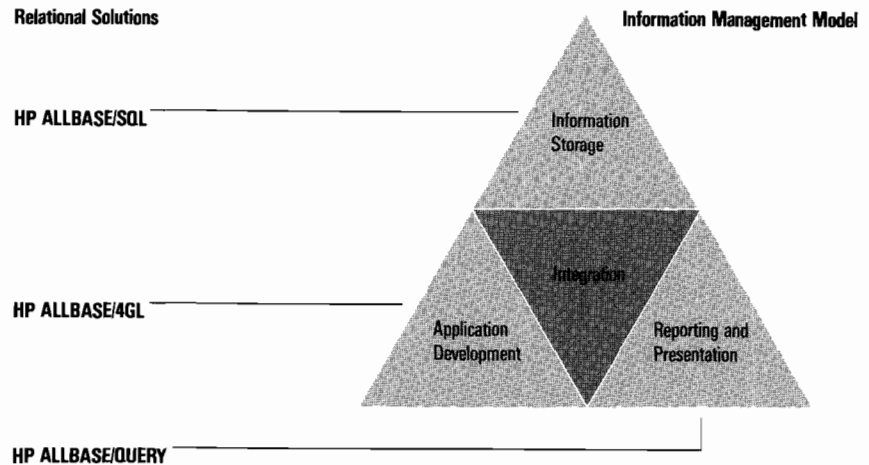 Relational Solutions
Information Management Model
HP ALLBASE/SQL
Information
Storage
Integration
HP ALLBASE/4GL
Application
Development
Reporting and
Presentation
HP ALLBASE/QUERY